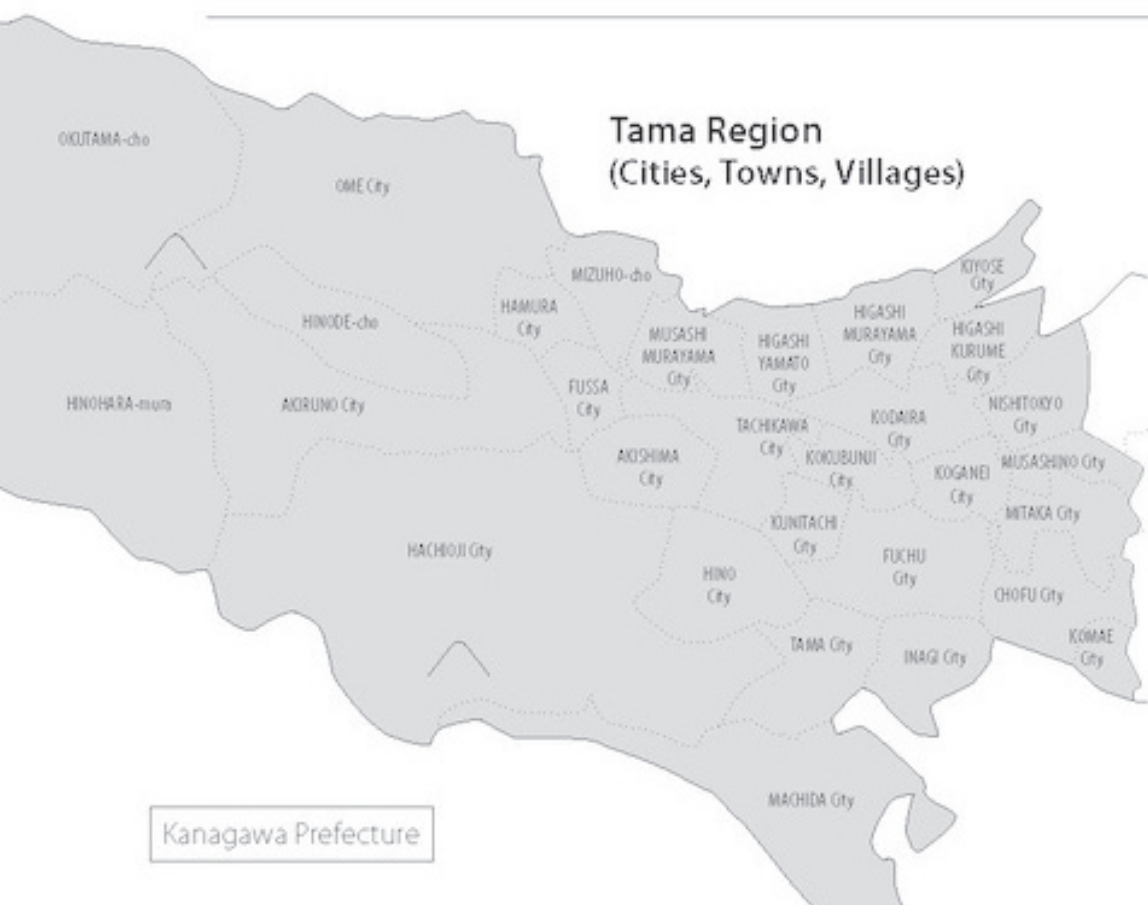 Tama Region
(Cities, Towns, Villages)
OKUTAMA-cho
OME City
MIZUHO-cho
KIYOSE
City
HAMURA
City
HINODE-cho
MUSASHI
MURAYAMA
City
HIGASHI
YAMATO
City
HIGASHI
MURAYAMA
City
HIGASHI
KURUME
City
HINOHARA-mura
AKIRUNO City
FUSSA
City
NISHITOKYO
City
TACHIKAWA
City
KODAIRA
City
AKISHIMA
City
KOKUBUNJI
City
KOGANEI
City
MUSASHINO City
MITAKA City
KUNITACHI
City
HACHIOJI City
HINO
City
FUCHU
City
CHOFU City
TAMA City
INAGI City
KOMAE
City
MACHIDA City
Kanagawa Prefecture